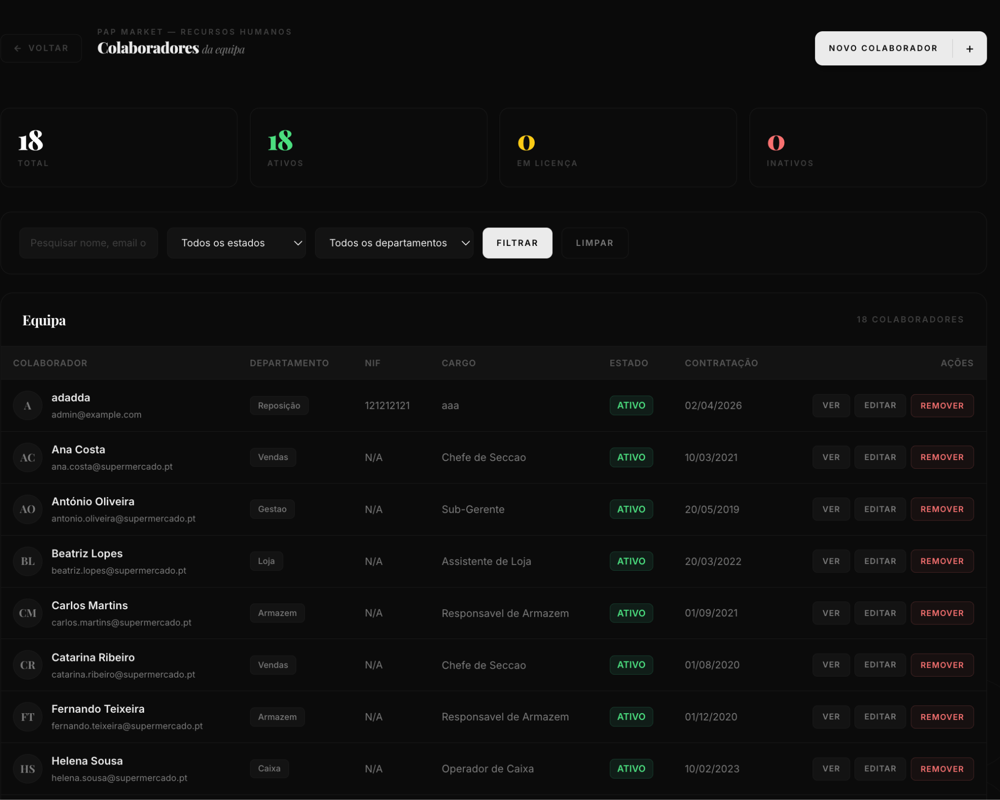 ← VOLTAR
PAP MARKET — RECURSOS HUMANOS
Colaboradores da equipa
NOVO COLABORADOR +
18
TOTAL
18
ATIVOS
0
EM LICENÇA
0
INATIVOS
Pesquisar nome, email o
Todos os estados
Todos os departamentos
FILTRAR
LIMPAR
Equipa
18 COLABORADORES
COLABORADOR DEPARTAMENTO NIF CARGO ESTADO CONTRATAÇÃO AÇÕES
A adadda Reposição 121212121 aaa ATIVO 02/04/2026 VER EDITAR REMOVER
admin@example.com
AC Ana Costa Vendas N/A Chefe de Seccao ATIVO 10/03/2021 VER EDITAR REMOVER
ana.costa@supermercado.pt
AO António Oliveira Gestao N/A Sub-Gerente ATIVO 20/05/2019 VER EDITAR REMOVER
antonio.oliveira@supermercado.pt
BL Beatriz Lopes Loja N/A Assistente de Loja ATIVO 20/03/2022 VER EDITAR REMOVER
beatriz.lopes@supermercado.pt
CM Carlos Martins Armazem N/A Responsavel de Armazem ATIVO 01/09/2021 VER EDITAR REMOVER
carlos.martins@supermercado.pt
CR Catarina Ribeiro Vendas N/A Chefe de Seccao ATIVO 01/08/2020 VER EDITAR REMOVER
catarina.ribeiro@supermercado.pt
FT Fernando Teixeira Armazem N/A Responsavel de Armazem ATIVO 01/12/2020 VER EDITAR REMOVER
fernando.teixeira@supermercado.pt
HS Helena Sousa Caixa N/A Operador de Caixa ATIVO 10/02/2023 VER EDITAR REMOVER
helena.sousa@supermercado.pt